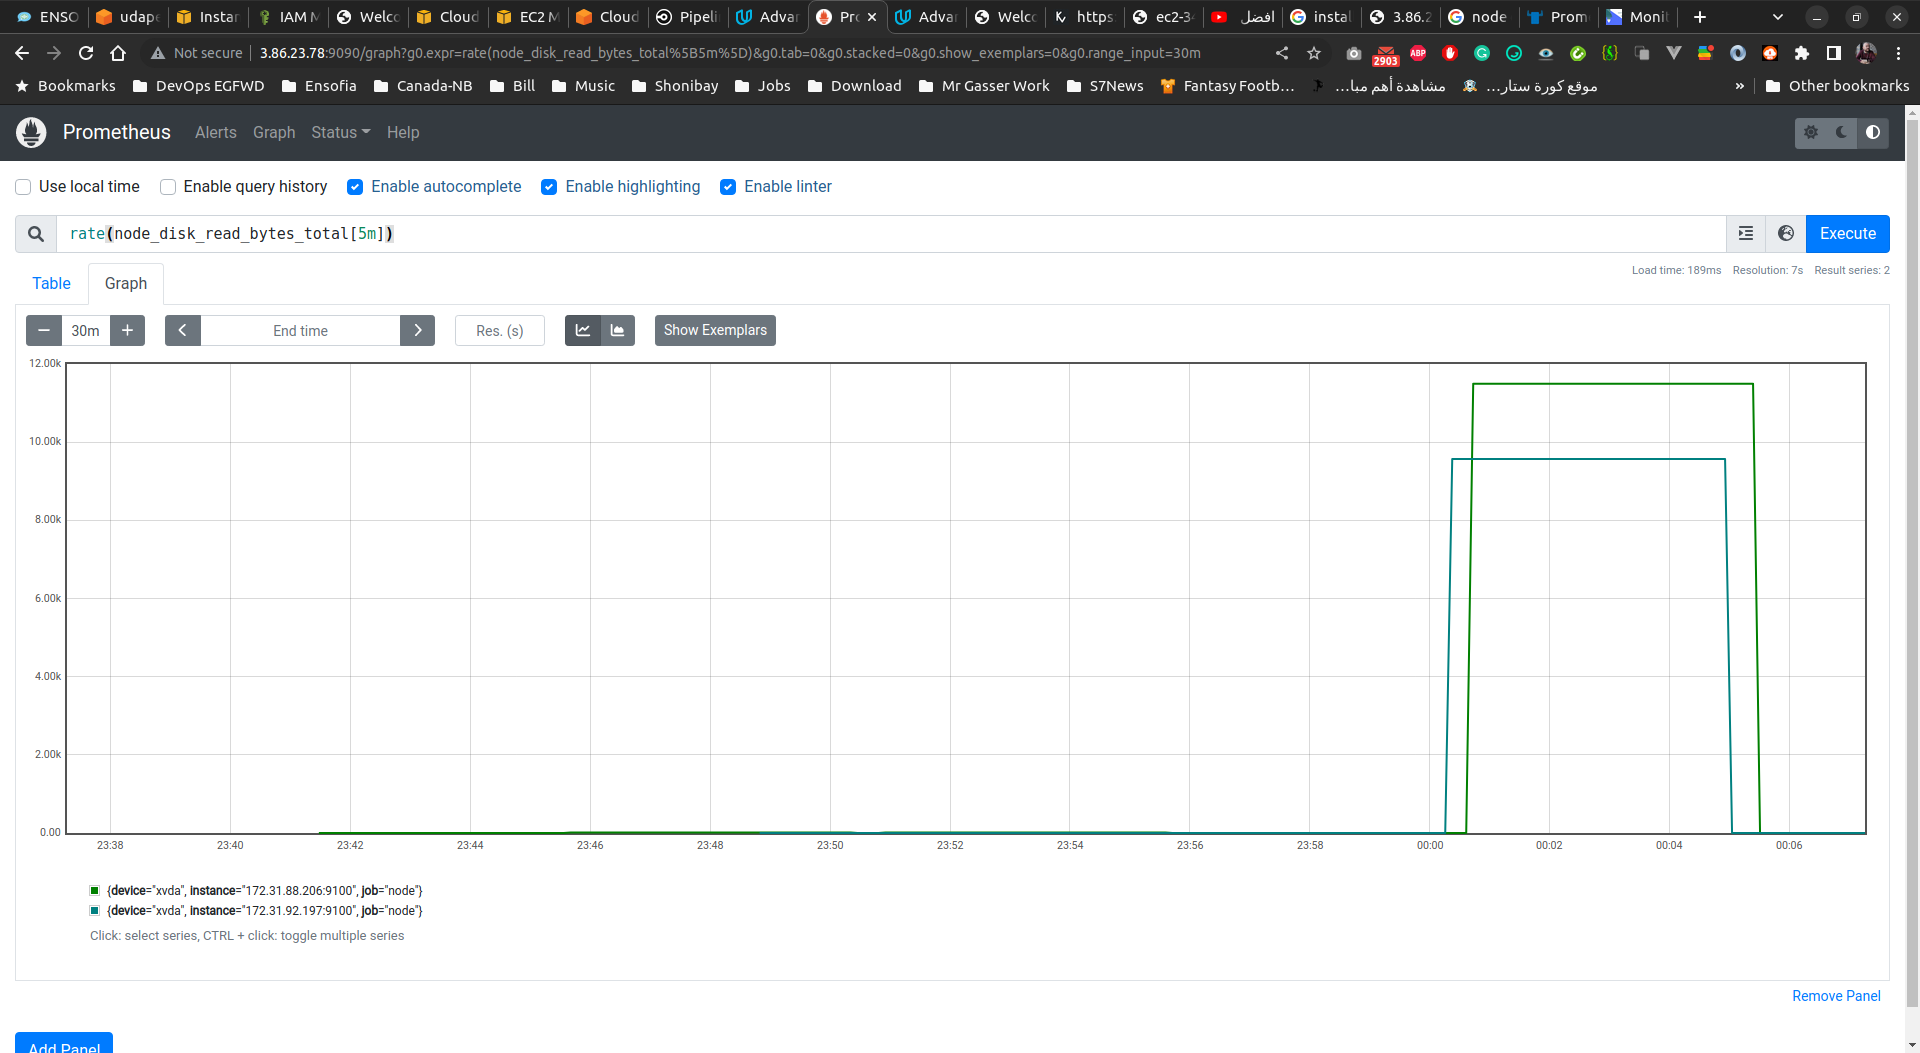 ENSO udape Instar IAM M Welco Cloud EC2 M Cloud Pipeli Advar Pro Advar Welco https: ec2-34 افضل instal 3.86.2 node Prom Monit
Not secure 3.86.23.78:9090/graph?g0.expr=rate(node_disk_read_bytes_total%5B5m%5D)&g0.tab=0&g0.stacked=0&g0.show_exemplars=0&g0.range_input=30m
2903 ABP
Bookmarks DevOps EGFWD Ensofia Canada-NB Bill Music Shonibay Jobs Download Mr Gasser Work S7News Fantasy Footb... مشاهدة أهم مبا... موقع كورة ستار... » Other bookmarks
Prometheus Alerts Graph Status Help
Use local time Enable query history Enable autocomplete Enable highlighting Enable linter
rate(node_disk_read_bytes_total[5m]) Execute
Table Graph Load time: 189ms Resolution: 7s Result series: 2
30m End time Res. (s) Show Exemplars
12.00k
10.00k
8.00k
6.00k
4.00k
2.00k
0.00
23:38 23:40 23:42 23:44 23:46 23:48 23:50 23:52 23:54 23:56 23:58 00:00 00:02 00:04 00:06
{device="xvda", instance="172.31.88.206:9100", job="node"}
{device="xvda", instance="172.31.92.197:9100", job="node"}
Click: select series, CTRL + click: toggle multiple series
Remove Panel
Add Panel